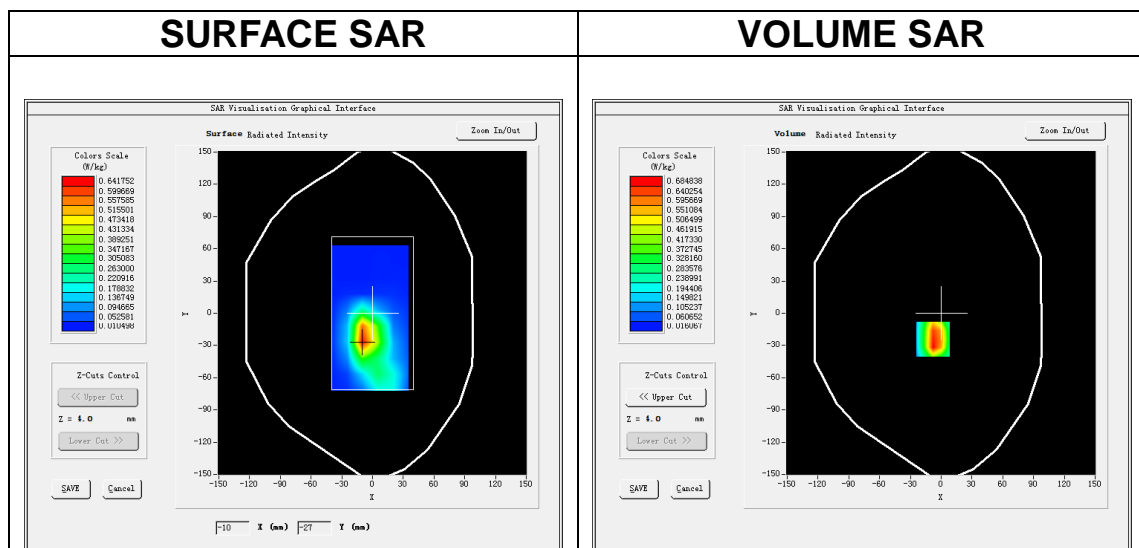 SURFACE SAR
VOLUME SAR
SAR Visualisation Graphical Interface
Surface Radiated Intensity
Zoom In/Out
Colors Scale
(W/kg)
0.641752
0.599669
0.557585
0.515501
0.473418
0.431334
0.389251
0.347167
0.305083
0.263000
0.220916
0.178832
0.136749
0.094665
0.052581
0.010498
150
120
90
60
30
0
-30
-60
-90
-120
-150
Y
-150 -120 -90 -60 -30 0 30 60 90 120 150
X
Z-Cuts Control
<< Upper Cut
Z = 4.0 mm
Lower Cut >>
SAVE Cancel
-10 X (mm) -27 Y (mm)
SAR Visualisation Graphical Interface
Volume Radiated Intensity
Zoom In/Out
Colors Scale
(W/kg)
0.684838
0.640254
0.595669
0.551084
0.506499
0.461915
0.417330
0.372745
0.328160
0.283576
0.238991
0.194406
0.149821
0.105237
0.060652
0.016067
150
120
90
60
30
0
-30
-60
-90
-120
-150
Y
-150 -120 -90 -60 -30 0 30 60 90 120 150
X
Z-Cuts Control
<< Upper Cut
Z = 4.0 mm
Lower Cut >>
SAVE Cancel